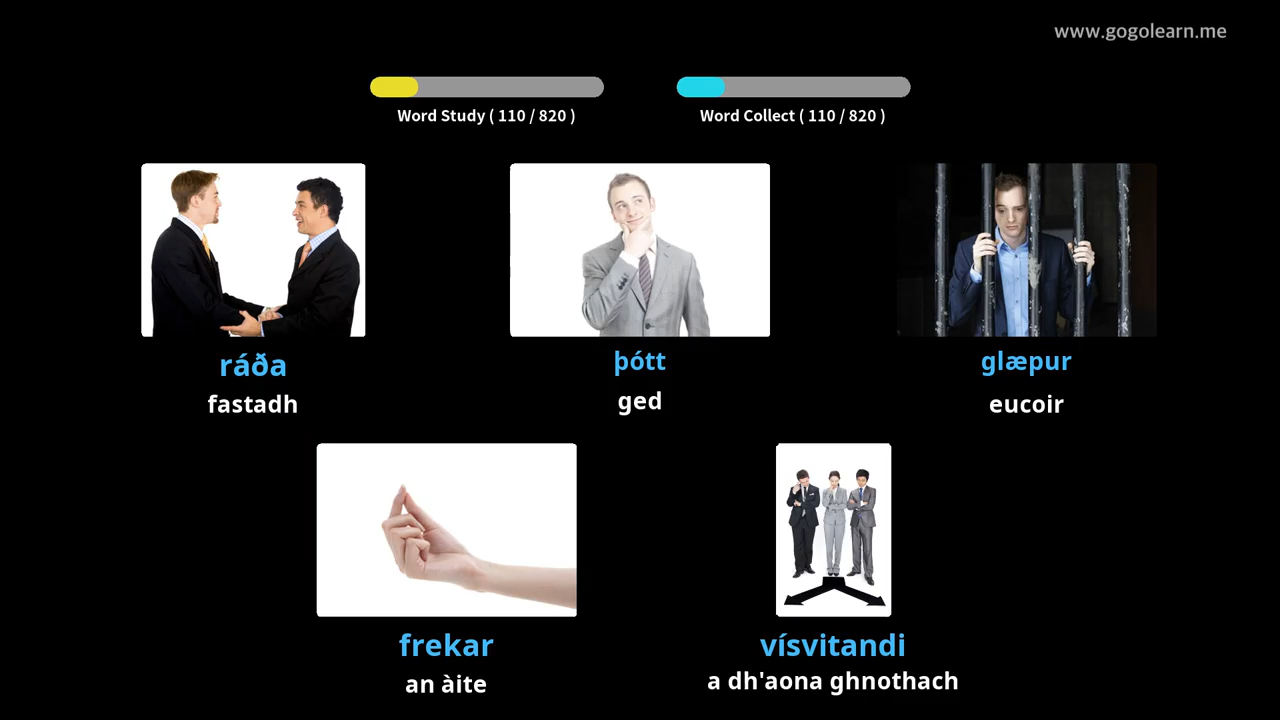 www.gogolearn.me
Word Study ( 110 / 820 )
Word Collect ( 110 / 820 )
ráða
fastadh
þótt
ged
glæpur
eucoir
frekar
an àite
vísvitandi
a dh'aona ghnothach